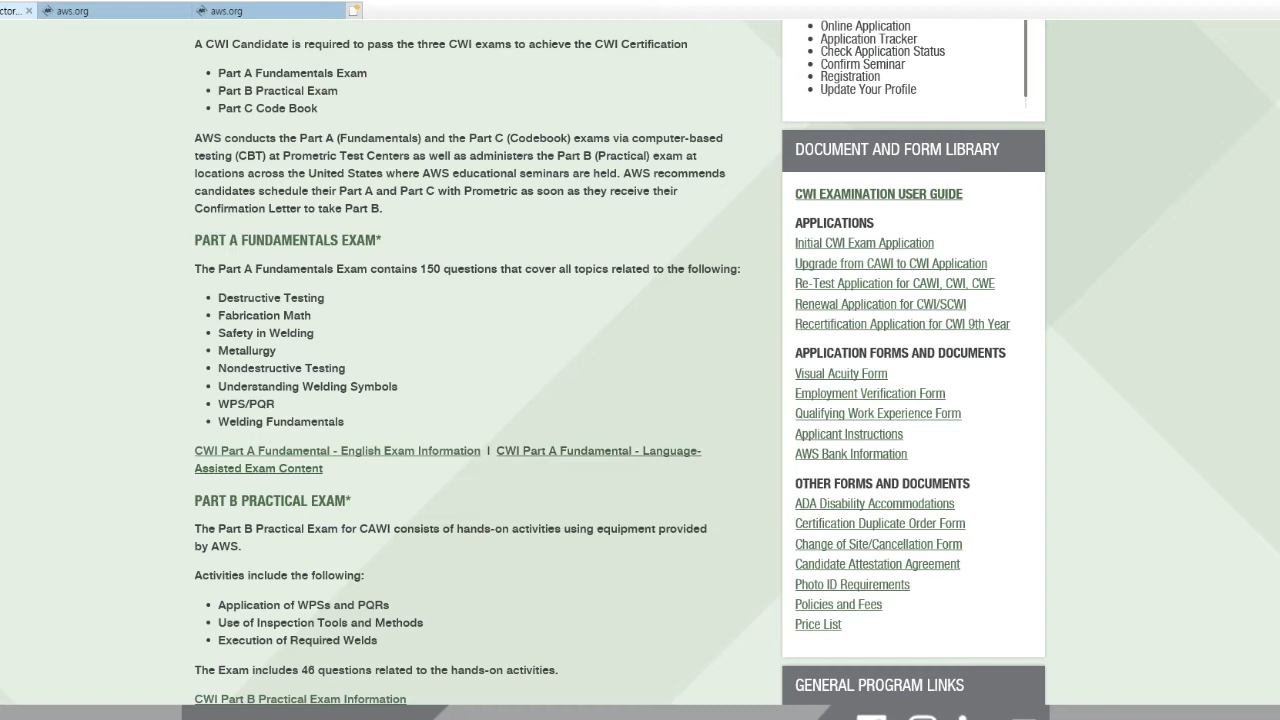 ctor...
aws.org
aws.org
A CWI Candidate is required to pass the three CWI exams to achieve the CWI Certification
• Part A Fundamentals Exam
• Part B Practical Exam
• Part C Code Book
AWS conducts the Part A (Fundamentals) and the Part C (Codebook) exams via computer-based
testing (CBT) at Prometric Test Centers as well as administers the Part B (Practical) exam at
locations across the United States where AWS educational seminars are held. AWS recommends
candidates schedule their Part A and Part C with Prometric as soon as they receive their
Confirmation Letter to take Part B.
PART A FUNDAMENTALS EXAM*
The Part A Fundamentals Exam contains 150 questions that cover all topics related to the following:
• Destructive Testing
• Fabrication Math
• Safety in Welding
• Metallurgy
• Nondestructive Testing
• Understanding Welding Symbols
• WPS/PQR
• Welding Fundamentals
CWI Part A Fundamental - English Exam Information | CWI Part A Fundamental - Language-
Assisted Exam Content
PART B PRACTICAL EXAM*
The Part B Practical Exam for CAWI consists of hands-on activities using equipment provided
by AWS.
Activities include the following:
• Application of WPSs and PQRs
• Use of Inspection Tools and Methods
• Execution of Required Welds
The Exam includes 46 questions related to the hands-on activities.
CWI Part B Practical Exam Information
• Online Application
• Application Tracker
• Check Application Status
• Confirm Seminar
• Registration
• Update Your Profile
DOCUMENT AND FORM LIBRARY
CWI EXAMINATION USER GUIDE
APPLICATIONS
Initial CWI Exam Application
Upgrade from CAWI to CWI Application
Re-Test Application for CAWI, CWI, CWE
Renewal Application for CWI/SCWI
Recertification Application for CWI 9th Year
APPLICATION FORMS AND DOCUMENTS
Visual Acuity Form
Employment Verification Form
Qualifying Work Experience Form
Applicant Instructions
AWS Bank Information
OTHER FORMS AND DOCUMENTS
ADA Disability Accommodations
Certification Duplicate Order Form
Change of Site/Cancellation Form
Candidate Attestation Agreement
Photo ID Requirements
Policies and Fees
Price List
GENERAL PROGRAM LINKS